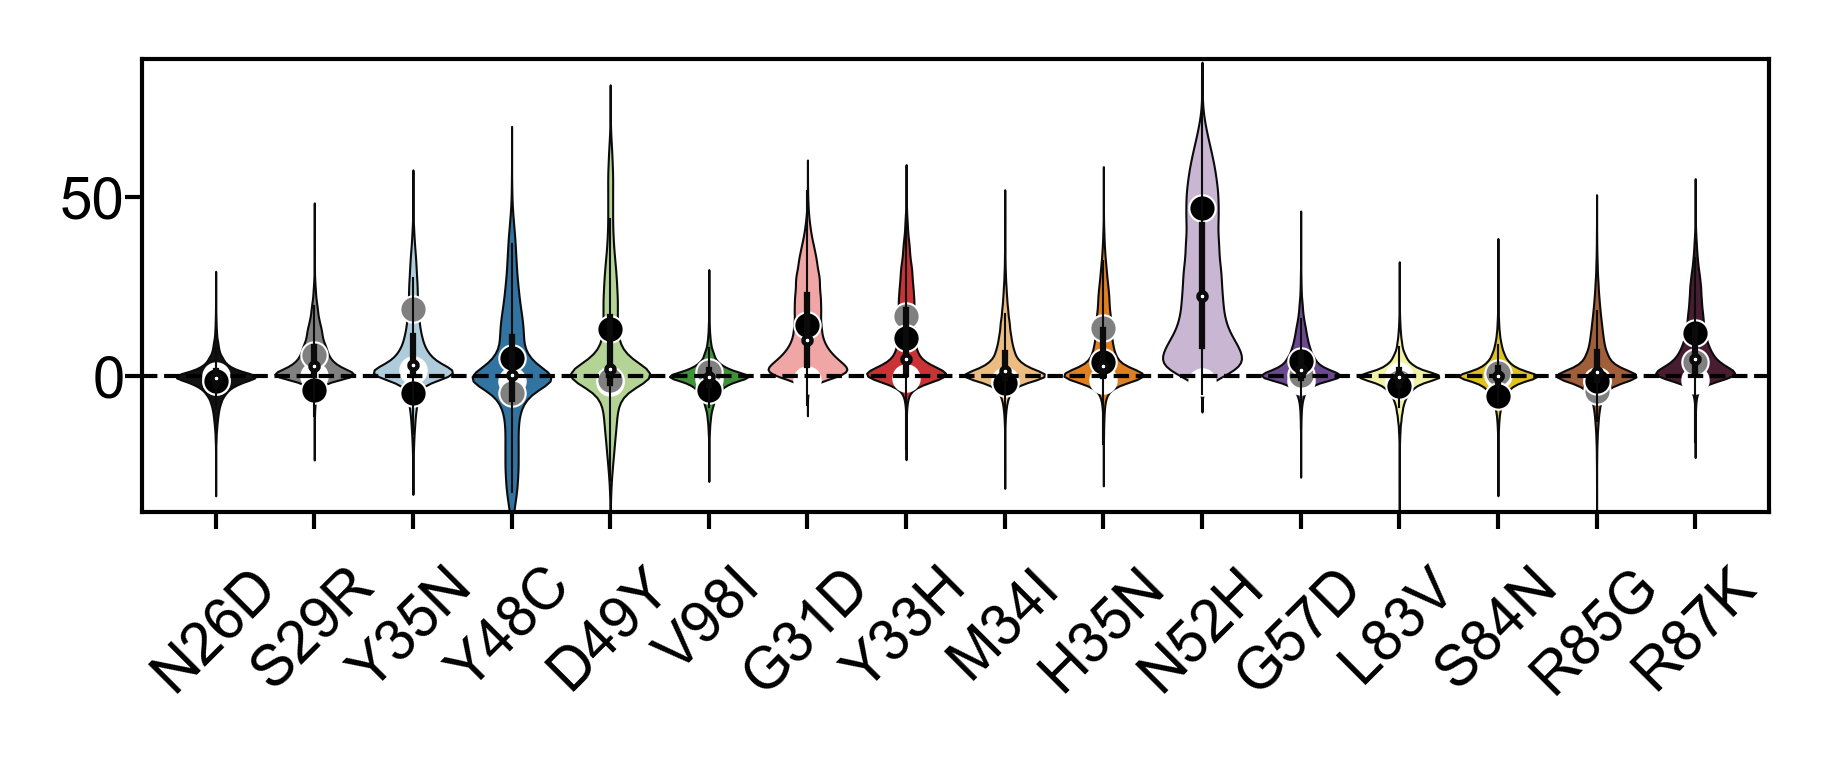 50
0
N26D
S29R
Y35N
Y48C
D49Y
V98I
G31D
Y33H
M34I
H35N
N52H
G57D
L83V
S84N
R85G
R87K